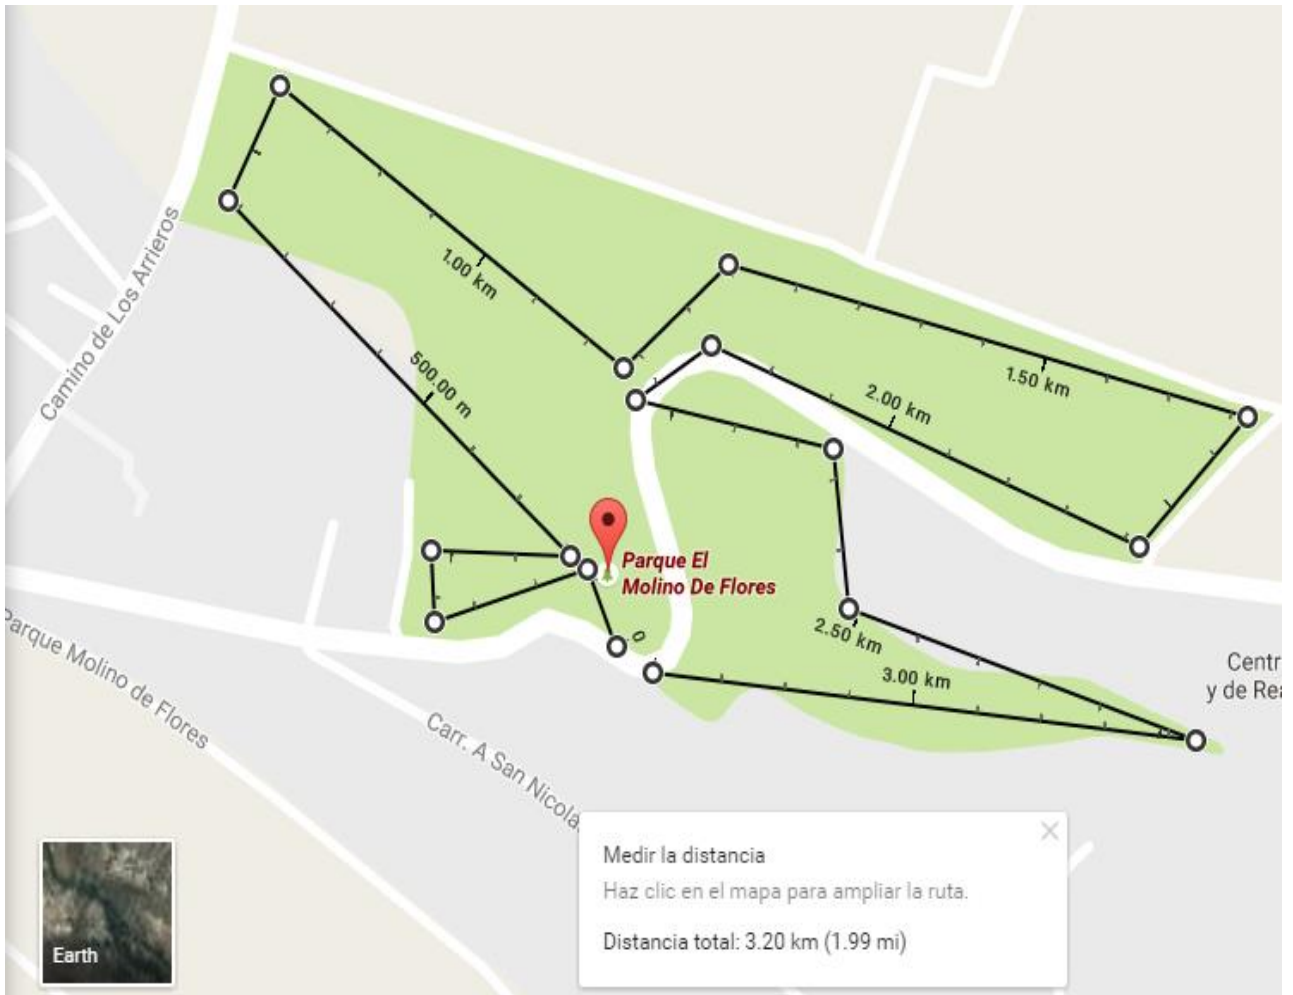 Camino de Los Arrieros
1.00 km
500.00 m
1.50 km
2.00 km
Parque El
Molino De Flores
0
2.50 km
3.00 km
Centr
y de Rea
Parque Molino de Flores
Carr. A San Nicola
Medir la distancia
Haz clic en el mapa para ampliar la ruta.
Distancia total: 3.20 km (1.99 mi)
Earth